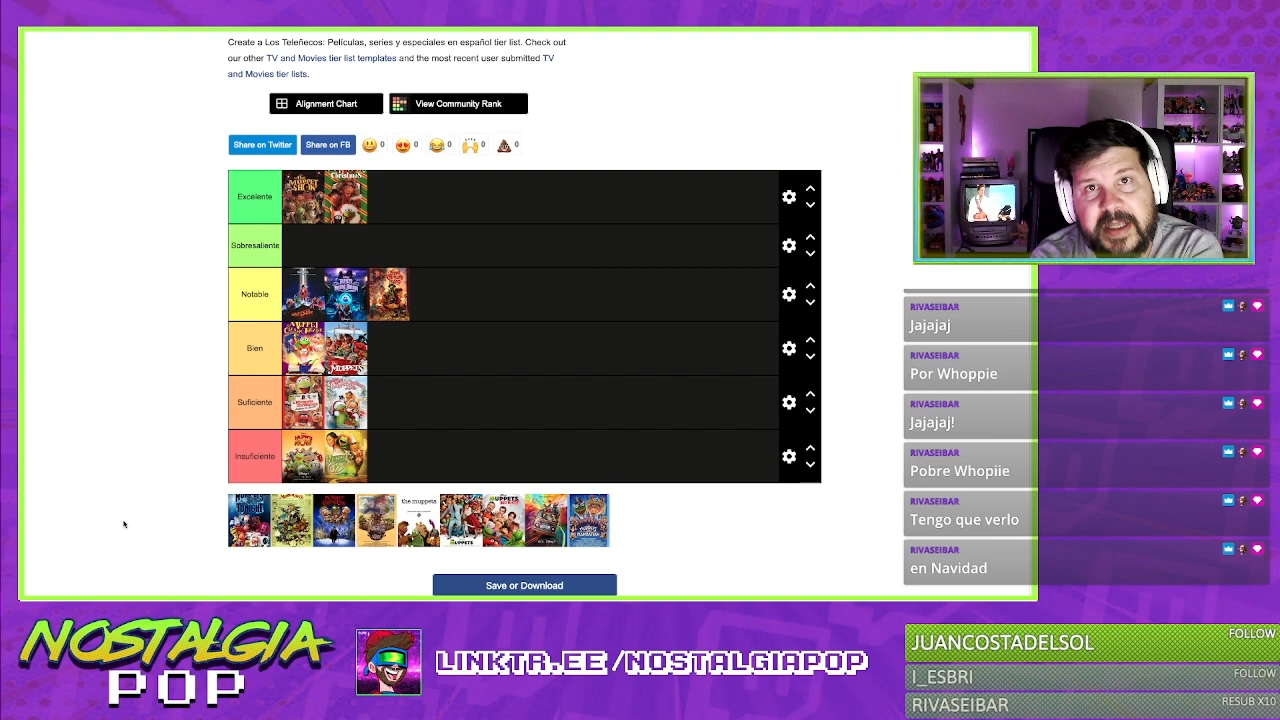 Create a Los Teleñecos: Películas, series y especiales en español tier list. Check out
our other TV and Movies tier list templates and the most recent user submitted TV
and Movies tier lists.
Alignment Chart
View Community Rank
Share on Twitter
Share on FB
0
0
0
0
0
Excelente
Sobresaliente
Notable
Bien
Suficiente
Insuficiente
the muppets
Save or Download
RIVASEIBAR
Jajajaj
RIVASEIBAR
Por Whoppie
RIVASEIBAR
Jajajaj!
RIVASEIBAR
Pobre Whopiie
RIVASEIBAR
Tengo que verlo
RIVASEIBAR
en Navidad
NOSTALGIA
POP
LINKTR.EE/NOSTALGIAPOP
JUANCOSTADELSOL
FOLLOW
I_ESBRI
FOLLOW
RIVASEIBAR
RESUB X10